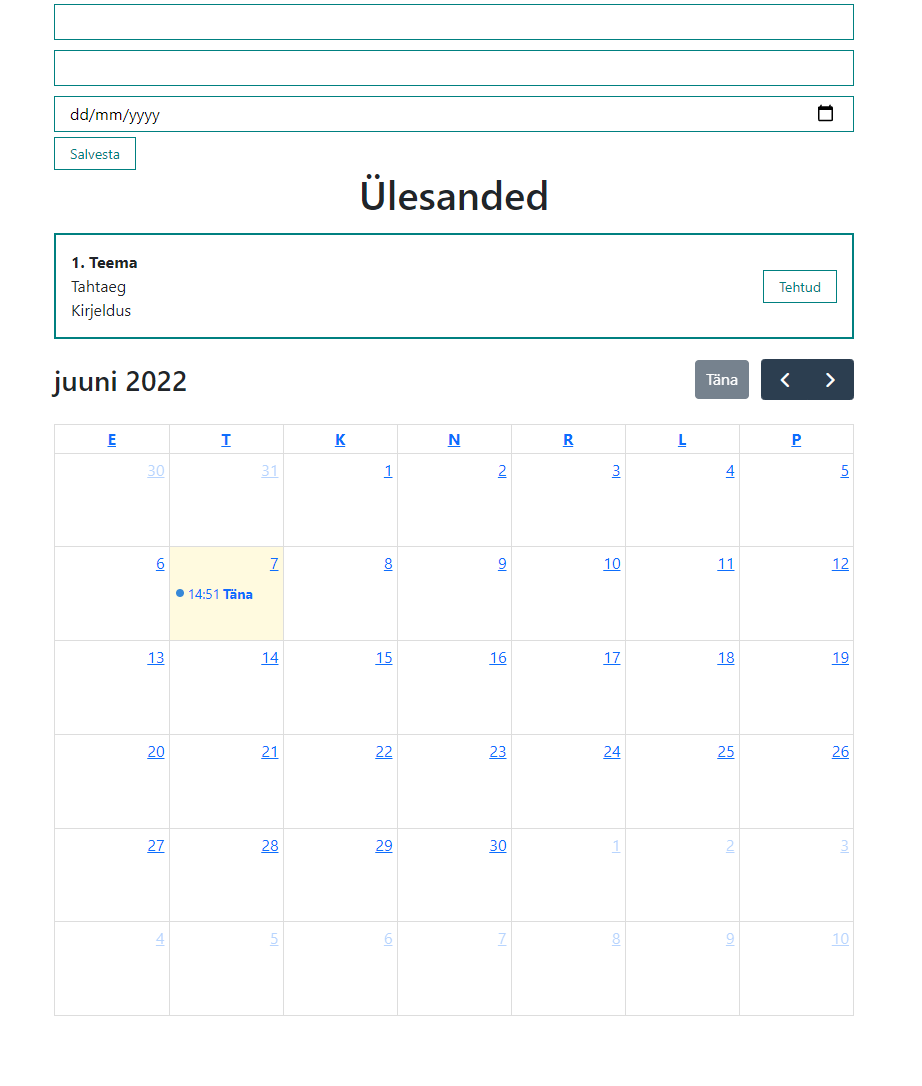 dd/mm/yyyy
Salvesta
Ülesanded
1. Teema
Tahtaeg
Kirjeldus
Tehtud
juuni 2022
Täna
E T K N R L P
30 31 1 2 3 4 5
6 7 8 9 10 11 12
14:51 Täna
13 14 15 16 17 18 19
20 21 22 23 24 25 26
27 28 29 30 1 2 3
4 5 6 7 8 9 10